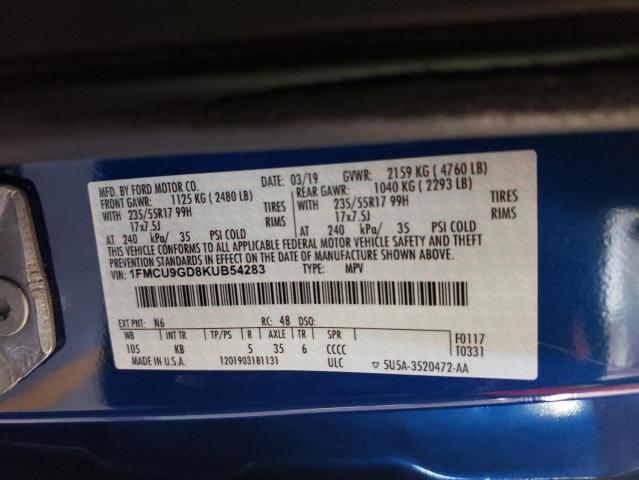 MFD. BY FORD MOTOR CO.
DATE: 03/19 GVWR: 2159 KG ( 4760 LB)
FRONT GAWR: 1125 KG ( 2480 LB) REAR GAWR: 1040 KG ( 2293 LB)
WITH 235/55R17 99H TIRES WITH 235/55R17 99H TIRES
17x7.5J RIMS 17x7.5J RIMS
AT 240 kPa/ 35 PSI COLD AT 240 kPa/ 35 PSI COLD
THIS VEHICLE CONFORMS TO ALL APPLICABLE FEDERAL MOTOR VEHICLE SAFETY AND THEFT
PREVENTION STANDARDS IN EFFECT ON THE DATE OF MANUFACTURE SHOWN ABOVE.
VIN: 1FMCU9GD8KUB54283 TYPE: MPV
EXT PNT: N6 RC: 48 DSO:
WB INT TR TP/PS R AXLE TR SPR F0117
105 KB 5 35 6 CCCC T0331
MADE IN U.S.A. 1201903181131 ULC 5U5A-3520472-AA